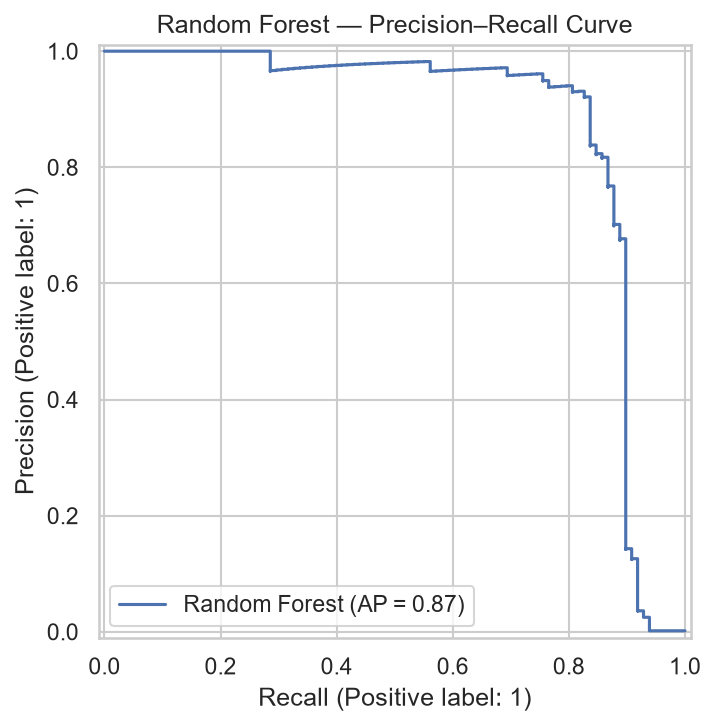 Random Forest — Precision–Recall Curve
1.0
0.8
0.6
0.4
0.2
0.0
Precision (Positive label: 1)
Random Forest (AP = 0.87)
0.0 0.2 0.4 0.6 0.8 1.0
Recall (Positive label: 1)